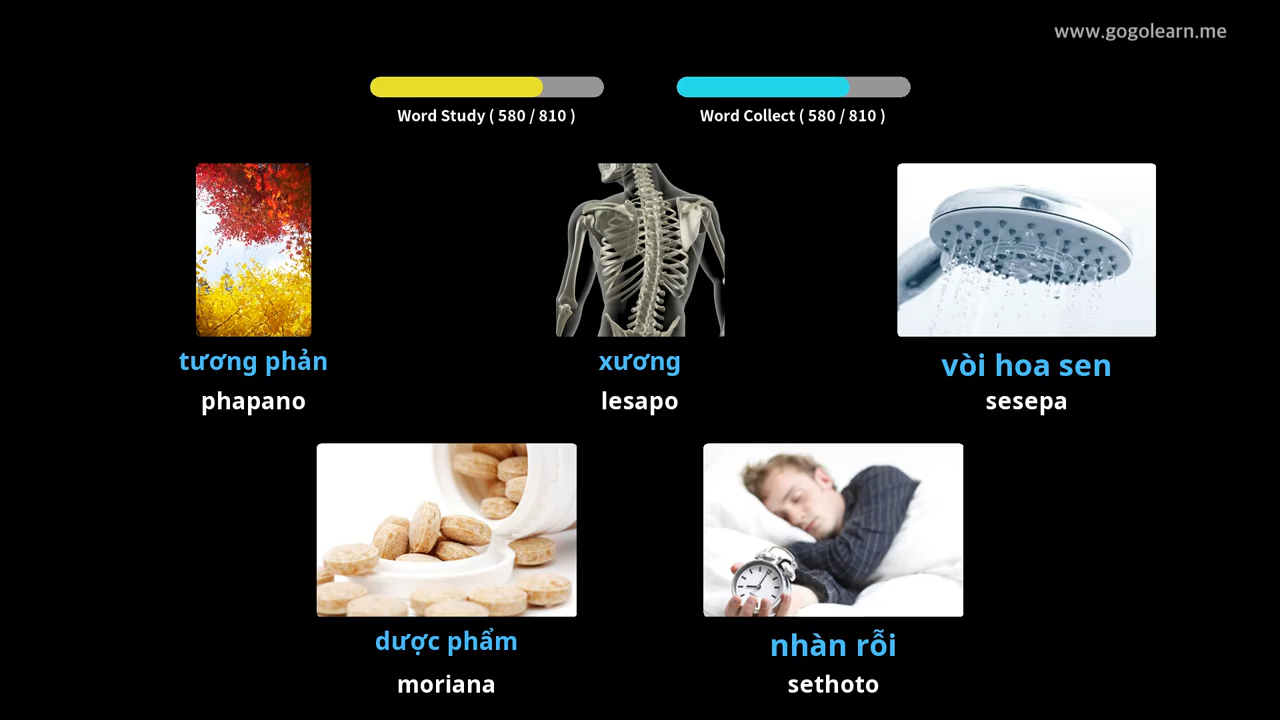 www.gogolearn.me
Word Study ( 580 / 810 )
Word Collect ( 580 / 810 )
tương phản
phapano
xương
lesapo
vòi hoa sen
sesepa
dược phẩm
moriana
nhàn rỗi
sethoto